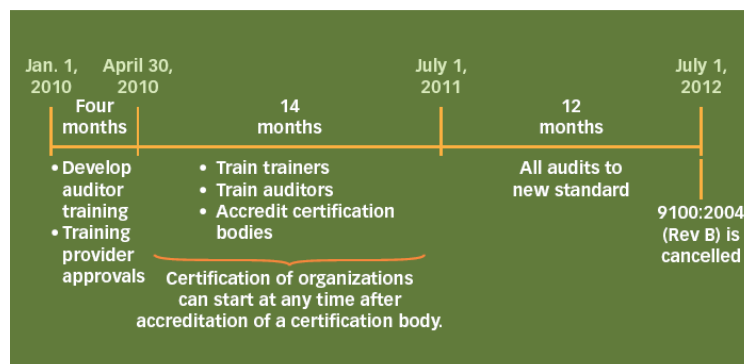 Jan. 1,
2010
April 30,
2010
July 1,
2011
July 1,
2012
Four
months
14
months
12
months
• Develop
auditor
training
• Training
provider
approvals
• Train trainers
• Train auditors
• Accredit certification
bodies
All audits to
new standard
9100:2004
(Rev B) is
cancelled
Certification of organizations
can start at any time after
accreditation of a certification body.